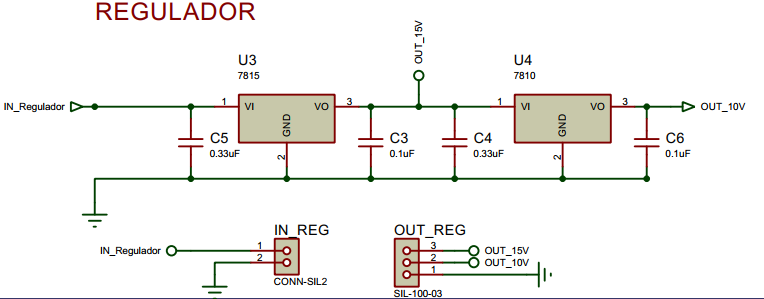 REGULADOR
OUT_15V
U3
7815
U4
7810
IN_Regulador
1
VI
VO
3
1
VI
VO
3
OUT_10V
GND
GND
C5
0.33uF
C3
0.1uF
C4
0.33uF
C6
0.1uF
2
2
IN_REG
OUT_REG
IN_Regulador
1
2
CONN-SIL2
3
2
1
OUT_15V
OUT_10V
SIL-100-03